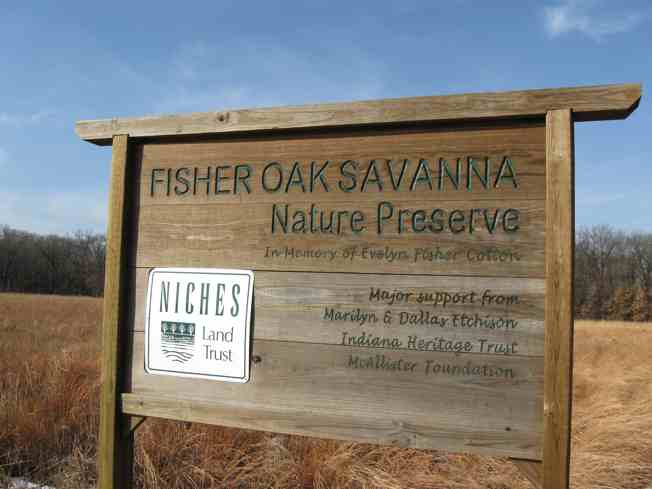 FISHER OAK SAVANNA
Nature Preserve
In Memory of Evelyn Fisher Cotton
NICHES
Land
Trust
Major support from
Marilyn & Dallas Etchison
Indiana Heritage Trust
McAllister Foundation